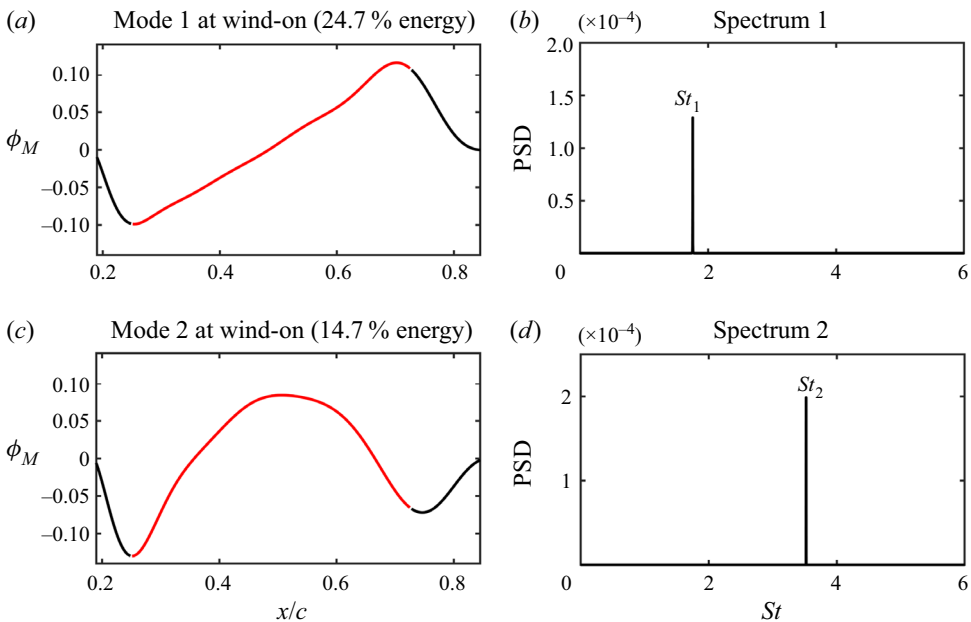 (a) Mode 1 at wind-on (24.7 % energy)
0.10
0.05
0
–0.05
–0.10
ϕM
0.2 0.4 0.6 0.8
(b) (×10–4) Spectrum 1
2.0
1.5
1.0
0.5
0
PSD
St1
2 4 6
(c) Mode 2 at wind-on (14.7 % energy)
0.10
0.05
0
–0.05
–0.10
ϕM
0.2 0.4 0.6 0.8
x/c
(d) (×10–4) Spectrum 2
2
1
0
PSD
St2
2 4 6
St